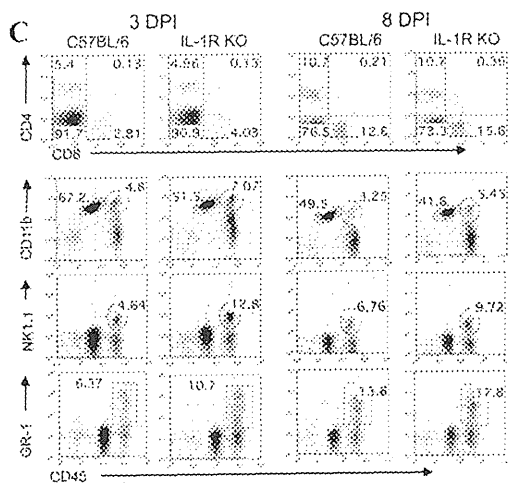 C
3 DPI 8 DPI
C57BL/6 IL-1R KO C57BL/6 IL-1R KO
CD4
5.4 0.13 4.66 0.15 10.7 0.21 10.7 0.36
91.7 2.81 90.9 4.03 76.5 12.6 73.3 15.6
CD8
CD11b
67.2 4.8 51.5 7.07 49.5 3.25 41.6 5.45
NK1.1
4.64 12.8 6.76 9.72
GR-1
6.37 10.7 13.8 17.8
CD45